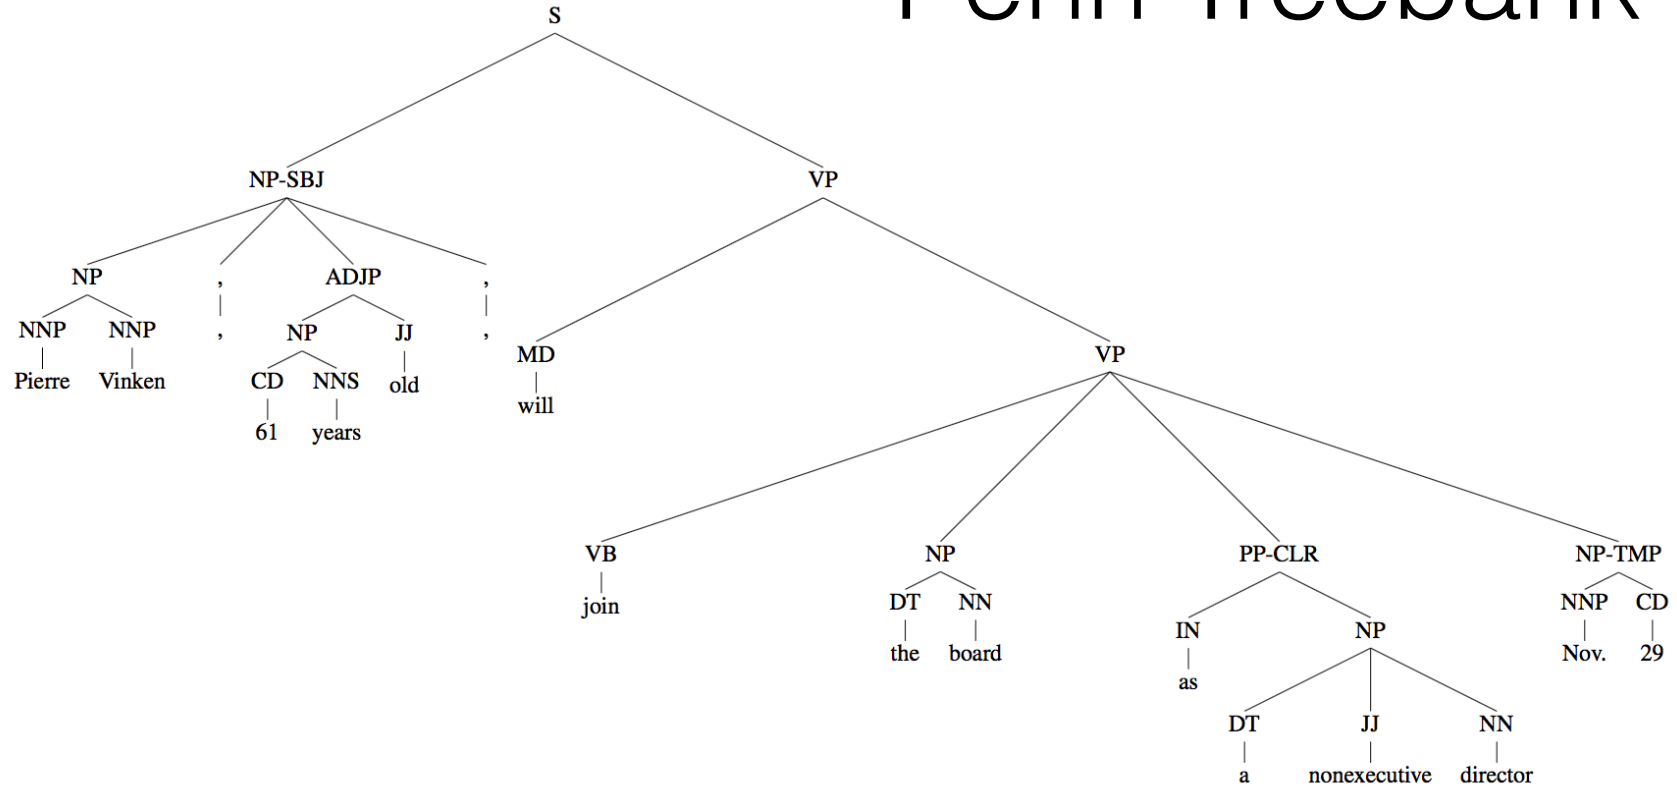 Penn Treebank
S
NP-SBJ VP
NP , ADJP ,
NNP NNP , NP JJ ,
MD VP
Pierre Vinken CD NNS old
will
61 years
VB NP PP-CLR NP-TMP
join DT NN NNP CD
IN NP
the board Nov. 29
as
DT JJ NN
a nonexecutive director